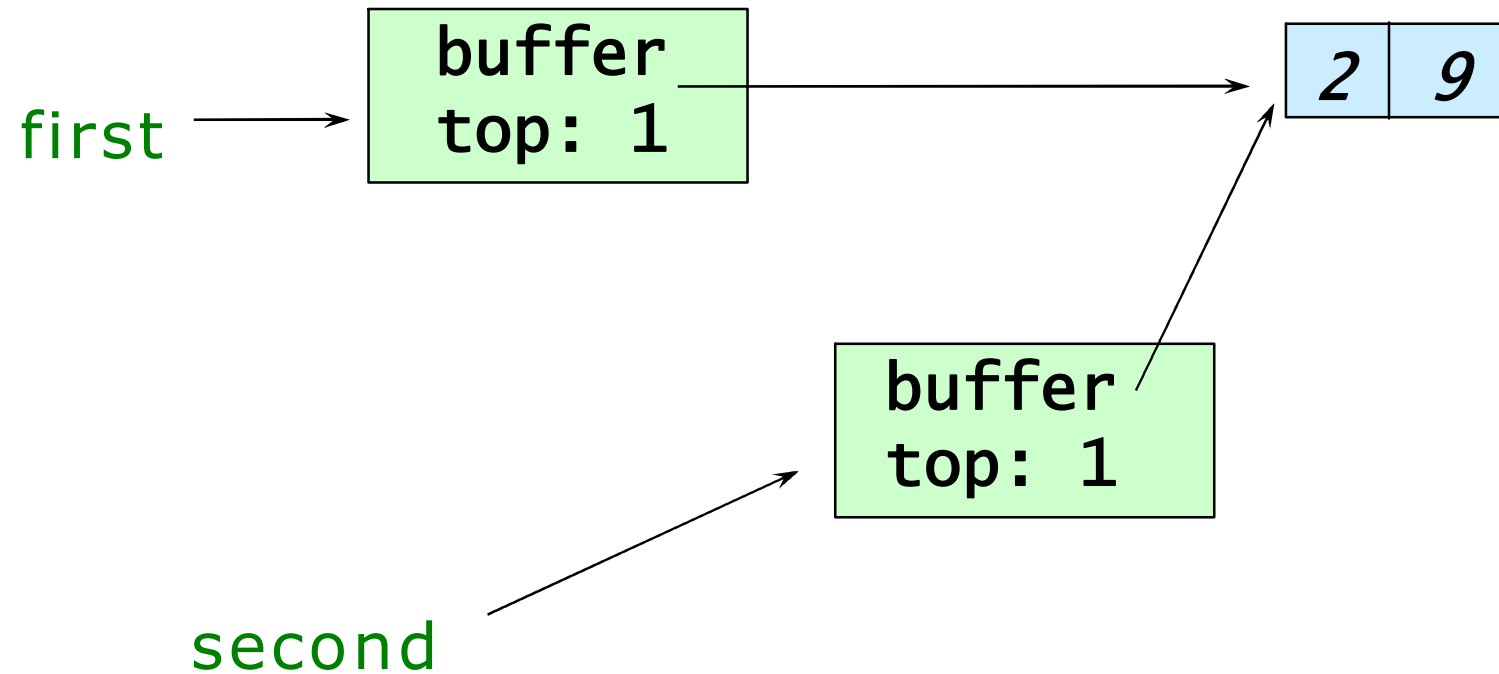 buffer
top: 1
2 9
first
buffer
top: 1
second